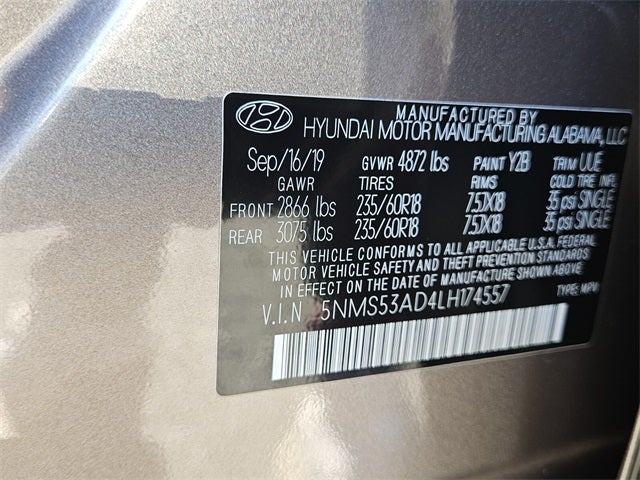 MANUFACTURED BY
HYUNDAI MOTOR MANUFACTURING ALABAMA, LLC
Sep/16/19 GVWR 4872 lbs PAINT Y2B TRIM UUE
GAWR TIRES RIMS COLD TIRE INFL
FRONT 2866 lbs 235/60R18 7.5JX18 35 psi SINGLE
REAR 3075 lbs 235/60R18 7.5JX18 35 psi SINGLE
THIS VEHICLE CONFORMS TO ALL APPLICABLE U.S.A. FEDERAL
MOTOR VEHICLE SAFETY AND THEFT PREVENTION STANDARDS
IN EFFECT ON THE DATE OF MANUFACTURE SHOWN ABOVE.
V.I.N 5NMS53AD4LH174557 TYPE: MPV